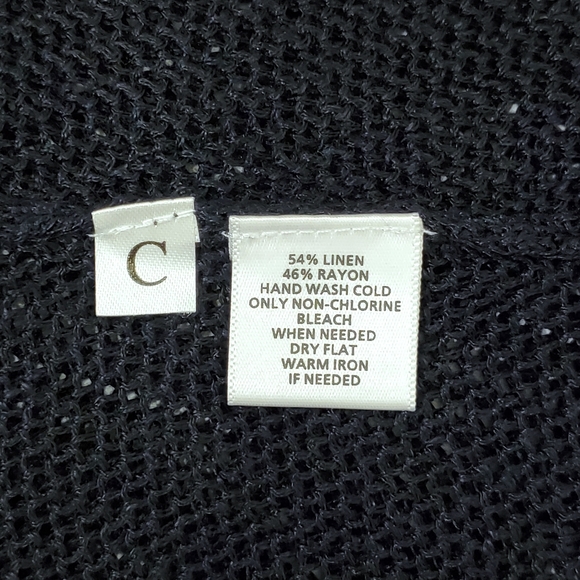 C
54% LINEN
46% RAYON
HAND WASH COLD
ONLY NON-CHLORINE
BLEACH
WHEN NEEDED
DRY FLAT
WARM IRON
IF NEEDED